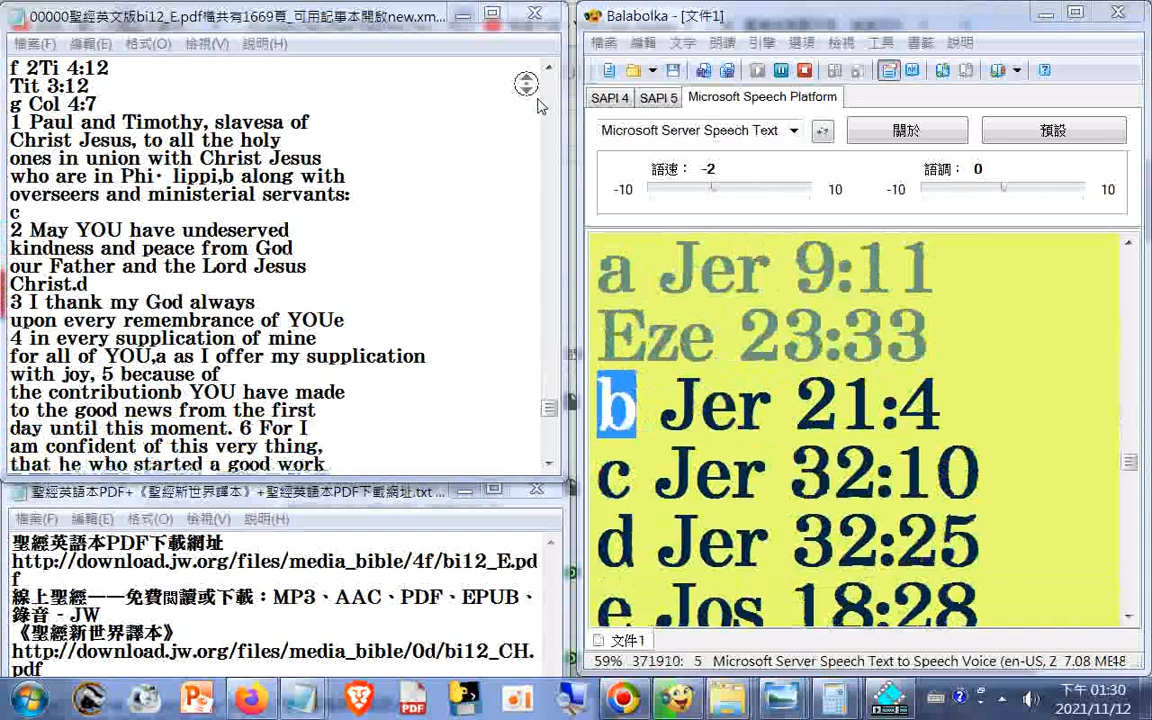 00000聖經英文版bi12_E.pdf檔共有1669頁_可用記事本開啟new.xm...
檔案(F) 編輯(E) 格式(O) 檢視(V) 說明(H)
f 2Ti 4:12
Tit 3:12
g Col 4:7
1 Paul and Timothy, slavesa of
Christ Jesus, to all the holy
ones in union with Christ Jesus
who are in Phi· lippi,b along with
overseers and ministerial servants:
c
2 May YOU have undeserved
kindness and peace from God
our Father and the Lord Jesus
Christ.d
3 I thank my God always
upon every remembrance of YOUe
4 in every supplication of mine
for all of YOU,a as I offer my supplication
with joy, 5 because of
the contributionb YOU have made
to the good news from the first
day until this moment. 6 For I
am confident of this very thing,
that he who started a good work
聖經英語本PDF+《聖經新世界譯本》+聖經英語本PDF下載網址.txt ...
檔案(F) 編輯(E) 格式(O) 檢視(V) 說明(H)
聖經英語本PDF下載網址
http://download.jw.org/files/media_bible/4f/bi12_E.pd
f
線上聖經——免費閱讀或下載：MP3、AAC、PDF、EPUB、
錄音 - JW
《聖經新世界譯本》
http://download.jw.org/files/media_bible/0d/bi12_CH.
pdf
Balabolka - [文件1]
檔案 編輯 文字 朗讀 引擎 選項 檢視 工具 書籤 說明
SAPI 4 SAPI 5 Microsoft Speech Platform
Microsoft Server Speech Text 關於 預設
語速： -2 語調： 0
-10 10 -10 10
a Jer 9:11
Eze 23:33
b Jer 21:4
c Jer 32:10
d Jer 32:25
e Jos 18:28
文件1
59% 371910: 5 Microsoft Server Speech Text to Speech Voice (en-US, 2 7.08 ME48
下午 01:30
2021/11/12